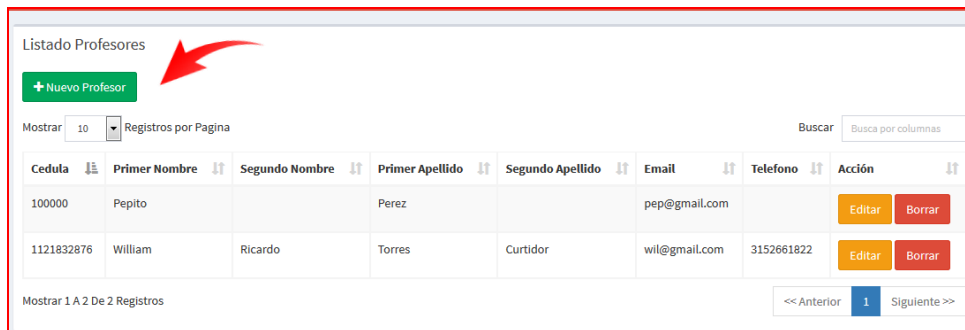 Listado Profesores
+ Nuevo Profesor
Mostrar 10 Registros por Pagina Buscar Busca por columnas
Cedula Primer Nombre Segundo Nombre Primer Apellido Segundo Apellido Email Telefono Acción
100000 Pepito Perez pep@gmail.com Editar Borrar
1121832876 William Ricardo Torres Curtidor wil@gmail.com 3152661822 Editar Borrar
Mostrar 1 A 2 De 2 Registros << Anterior 1 Siguiente >>